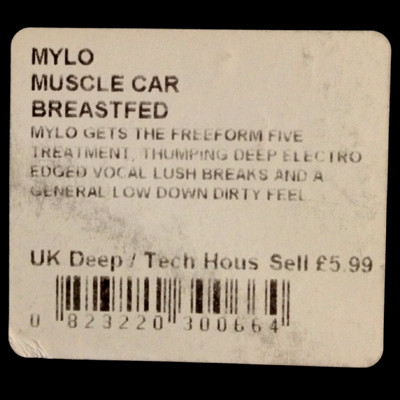 MYLO
MUSCLE CAR
BREASTFED
MYLO GETS THE FREEFORM FIVE
TREATMENT, THUMPING DEEP ELECTRO
EDGED VOCAL LUSH BREAKS AND A
GENERAL LOW DOWN DIRTY FEEL
UK Deep / Tech Hous Sell £5.99
0 823220 300664